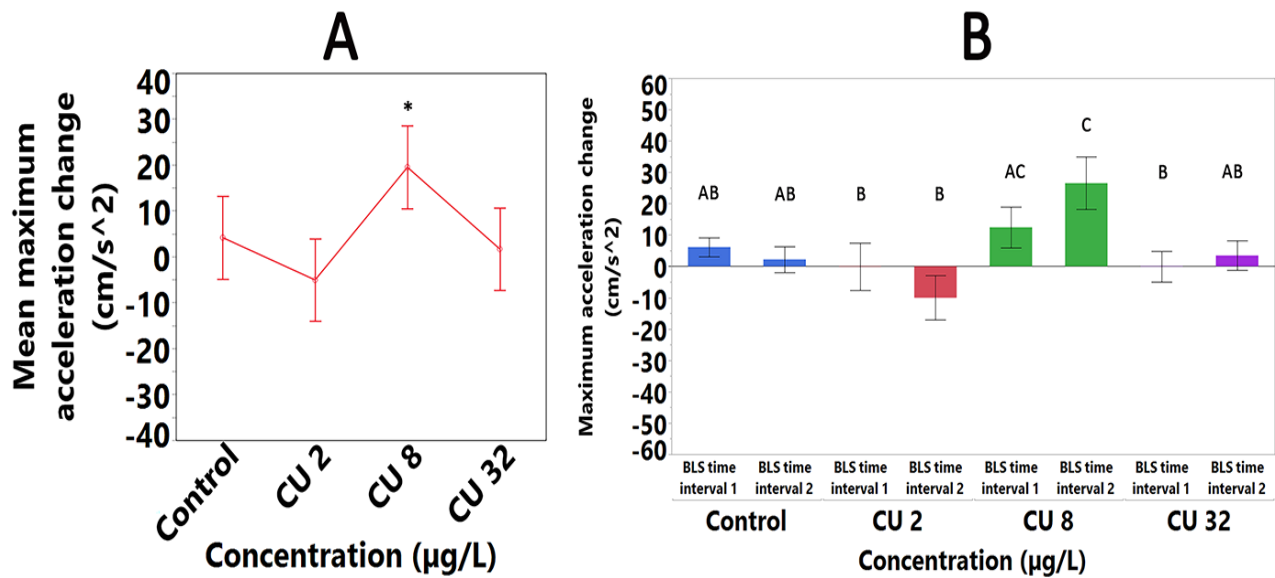 A
Mean maximum
acceleration change
(cm/s^2)
40
30
20
10
0
-10
-20
-30
-40
*
Control
CU 2
CU 8
CU 32
Concentration (µg/L)
B
Maximum acceleration change
(cm/s^2)
60
50
40
30
20
10
0
-10
-20
-30
-40
-50
-60
AB
AB
B
B
AC
C
B
AB
BLS time
interval 1
BLS time
interval 2
BLS time
interval 1
BLS time
interval 2
BLS time
interval 1
BLS time
interval 2
BLS time
interval 1
BLS time
interval 2
Control
CU 2
CU 8
CU 32
Concentration (µg/L)